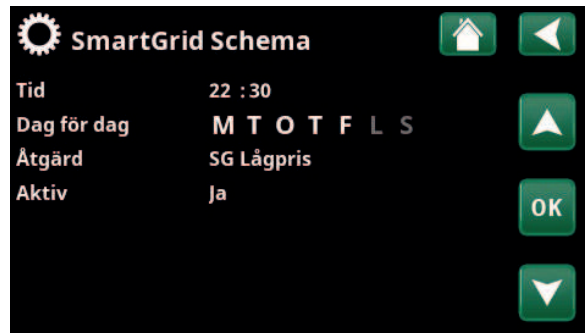 SmartGrid Schema
Tid 22 :30
Dag för dag M T O T F L S
Åtgärd SG Lågpris
Aktiv Ja
OK